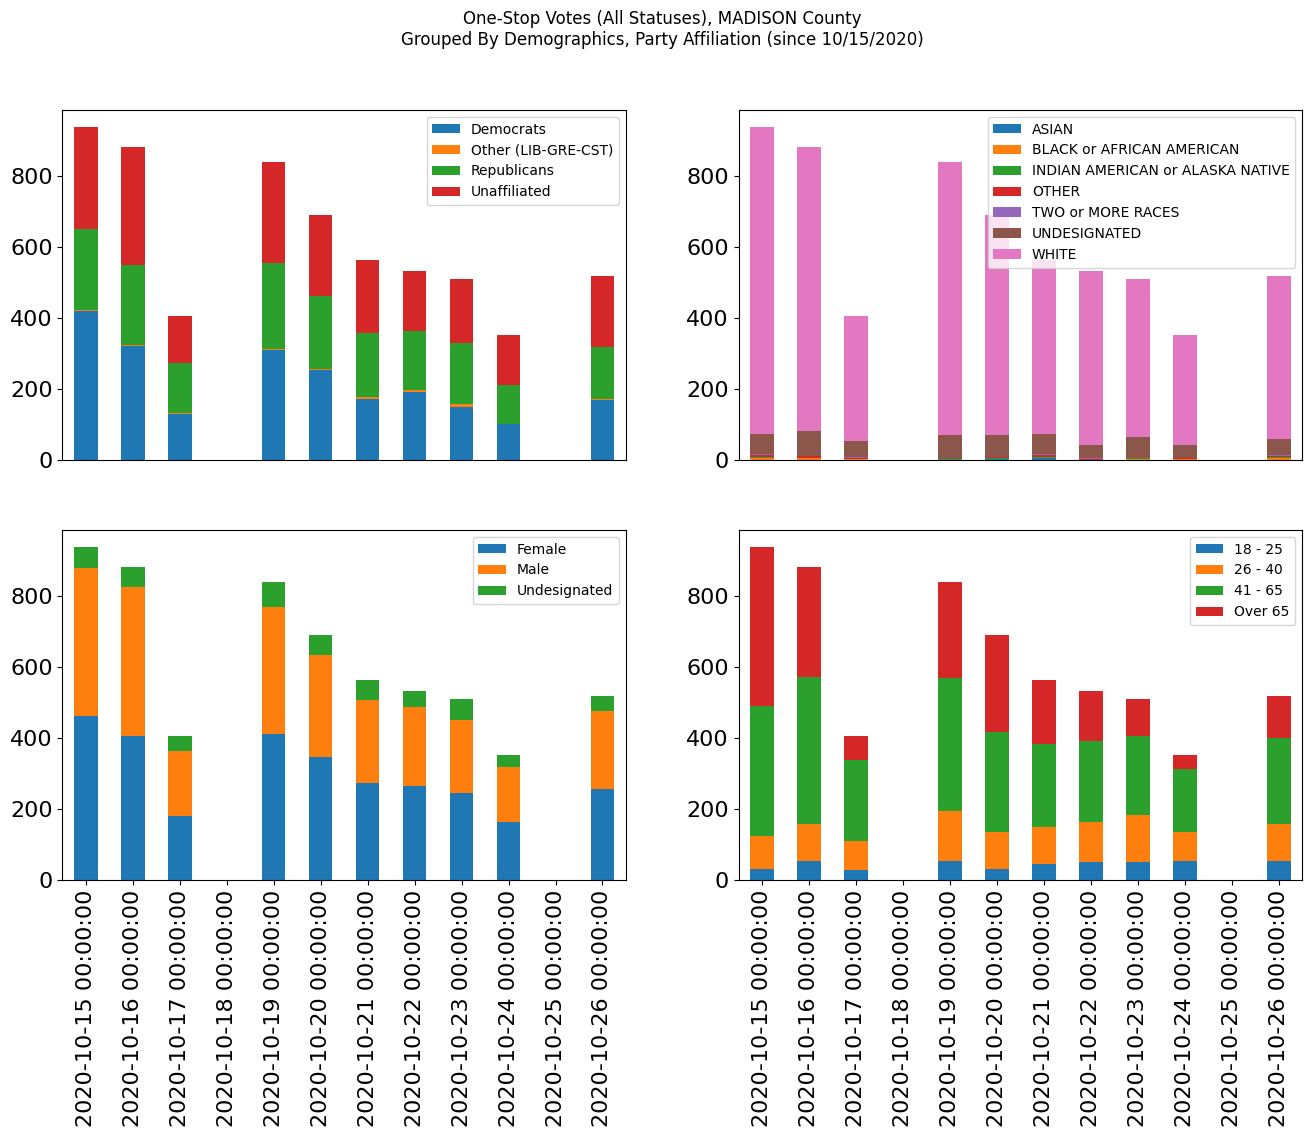 One-Stop Votes (All Statuses), MADISON County
Grouped By Demographics, Party Affiliation (since 10/15/2020)
800
600
400
200
0
Democrats
Other (LIB-GRE-CST)
Republicans
Unaffiliated
800
600
400
200
0
ASIAN
BLACK or AFRICAN AMERICAN
INDIAN AMERICAN or ALASKA NATIVE
OTHER
TWO or MORE RACES
UNDESIGNATED
WHITE
800
600
400
200
0
Female
Male
Undesignated
2020-10-15 00:00:00
2020-10-16 00:00:00
2020-10-17 00:00:00
2020-10-18 00:00:00
2020-10-19 00:00:00
2020-10-20 00:00:00
2020-10-21 00:00:00
2020-10-22 00:00:00
2020-10-23 00:00:00
2020-10-24 00:00:00
2020-10-25 00:00:00
2020-10-26 00:00:00
800
600
400
200
0
18 - 25
26 - 40
41 - 65
Over 65
2020-10-15 00:00:00
2020-10-16 00:00:00
2020-10-17 00:00:00
2020-10-18 00:00:00
2020-10-19 00:00:00
2020-10-20 00:00:00
2020-10-21 00:00:00
2020-10-22 00:00:00
2020-10-23 00:00:00
2020-10-24 00:00:00
2020-10-25 00:00:00
2020-10-26 00:00:00